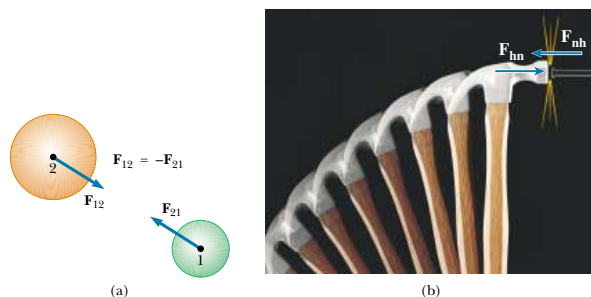 2
F₁₂ = −F₂₁
F₁₂
F₂₁
1
(a)
Fₕₙ
Fₙₕ
(b)